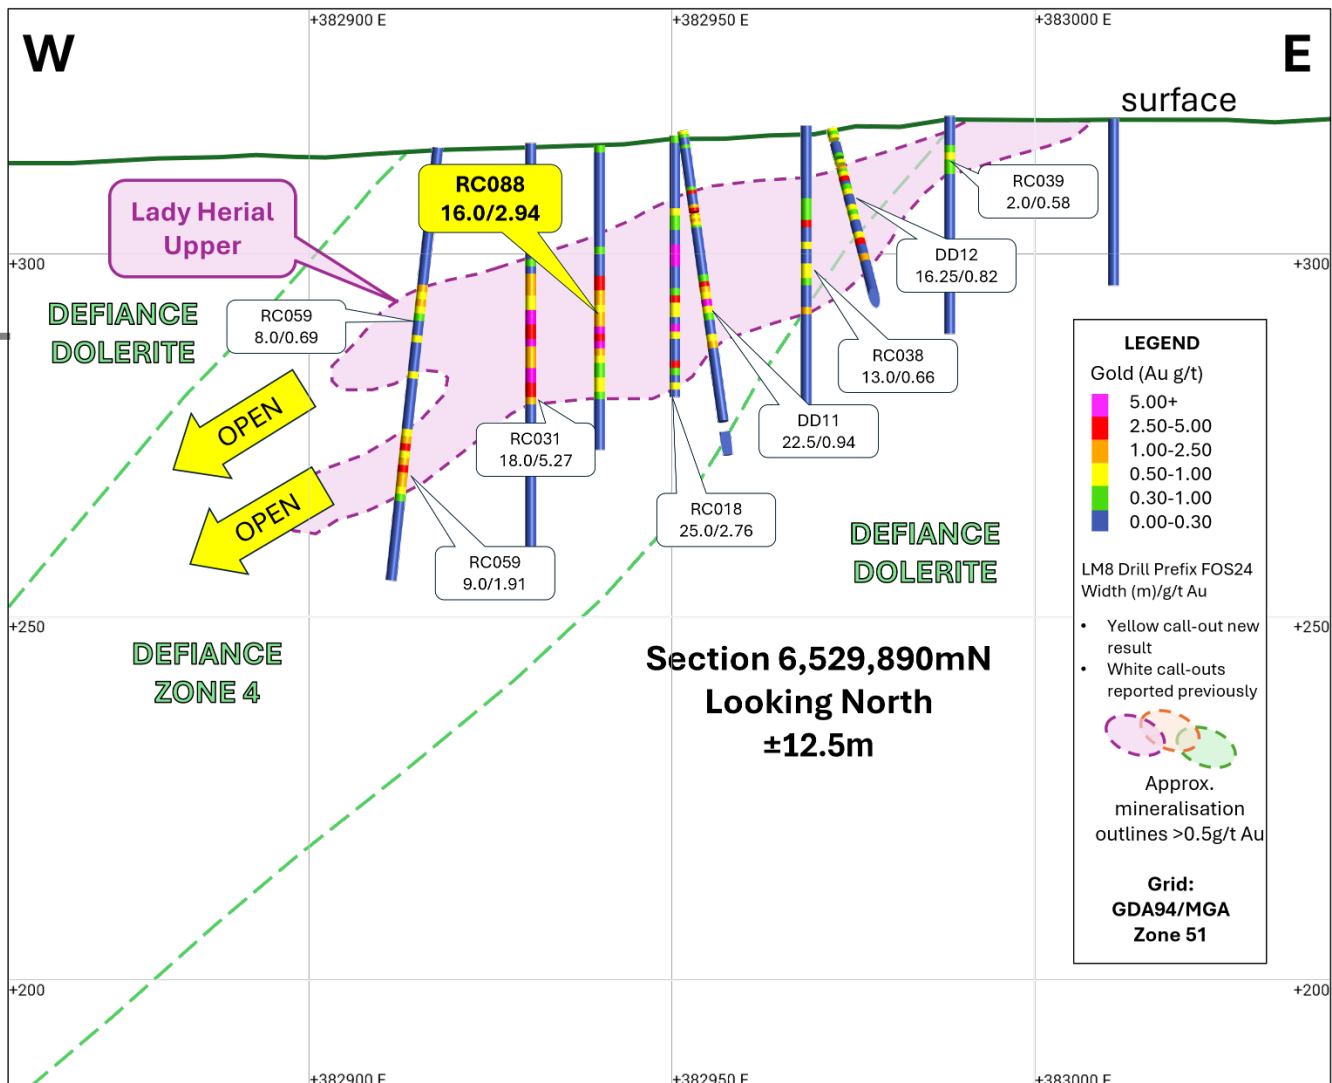 +382900 E
+382950 E
+383000 E
W
E
surface
RC088
16.0/2.94
RC039
2.0/0.58
Lady Herial
Upper
DD12
16.25/0.82
+300
+300
DEFIANCE
DOLERITE
RC059
8.0/0.69
RC038
13.0/0.66
LEGEND
Gold (Au g/t)
5.00+
2.50-5.00
1.00-2.50
0.50-1.00
0.30-1.00
0.00-0.30
OPEN
DD11
22.5/0.94
RC031
18.0/5.27
OPEN
RC018
25.0/2.76
DEFIANCE
DOLERITE
RC059
9.0/1.91
LM8 Drill Prefix FOS24
Width (m)/g/t Au
+250
+250
• Yellow call-out new
result
• White call-outs
reported previously
DEFIANCE
ZONE 4
Section 6,529,890mN
Looking North
±12.5m
Approx.
mineralisation
outlines >0.5g/t Au
Grid:
GDA94/MGA
Zone 51
+200
+200
+382900 E
+382950 E
+383000 E